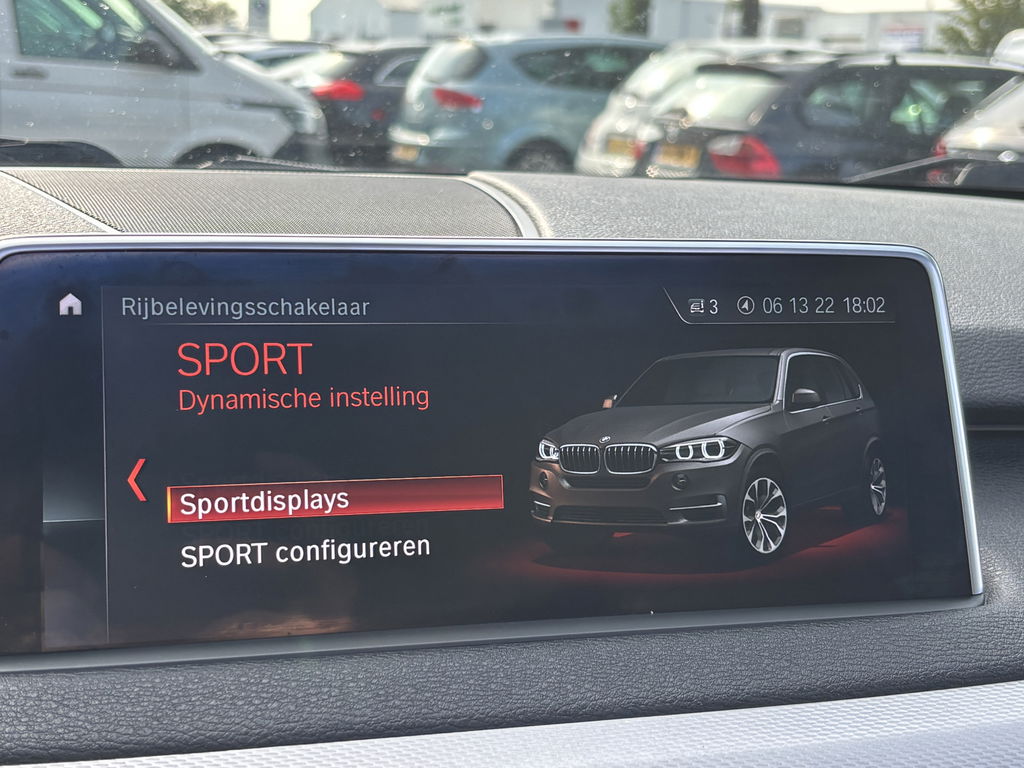 Rijbelevingsschakelaar
3 06 13 22 18:02
SPORT
Dynamische instelling
Sportdisplays
SPORT configureren